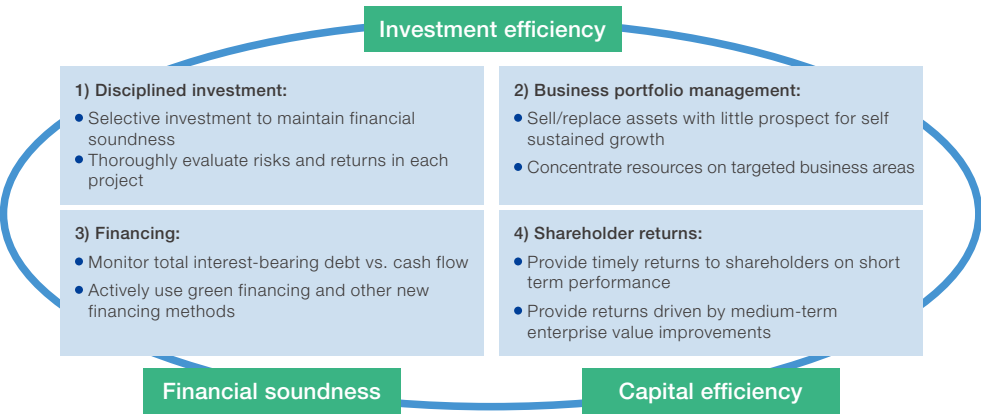 Investment efficiency
1) Disciplined investment:
● Selective investment to maintain financial
soundness
● Thoroughly evaluate risks and returns in each
project
2) Business portfolio management:
● Sell/replace assets with little prospect for self
sustained growth
● Concentrate resources on targeted business areas
3) Financing:
● Monitor total interest-bearing debt vs. cash flow
● Actively use green financing and other new
financing methods
4) Shareholder returns:
● Provide timely returns to shareholders on short
term performance
● Provide returns driven by medium-term
enterprise value improvements
Financial soundness
Capital efficiency